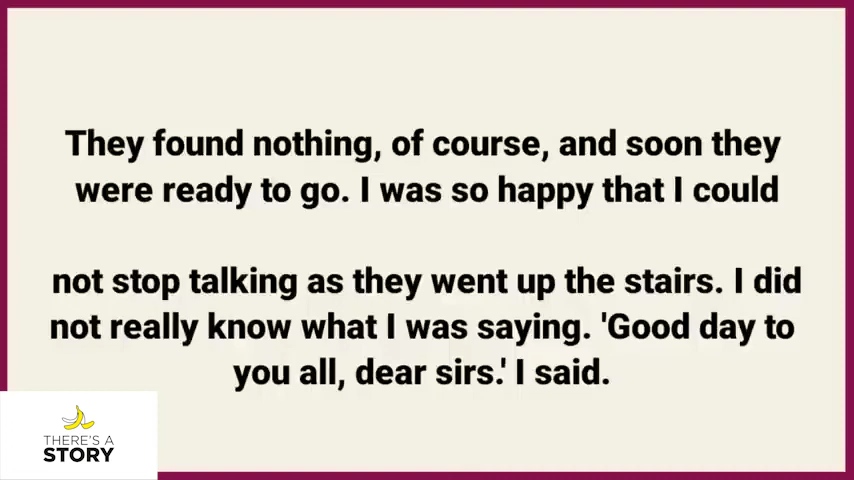 They found nothing, of course, and soon they
were ready to go. I was so happy that I could
not stop talking as they went up the stairs. I did
not really know what I was saying. 'Good day to
you all, dear sirs.' I said.
THERE'S A
STORY